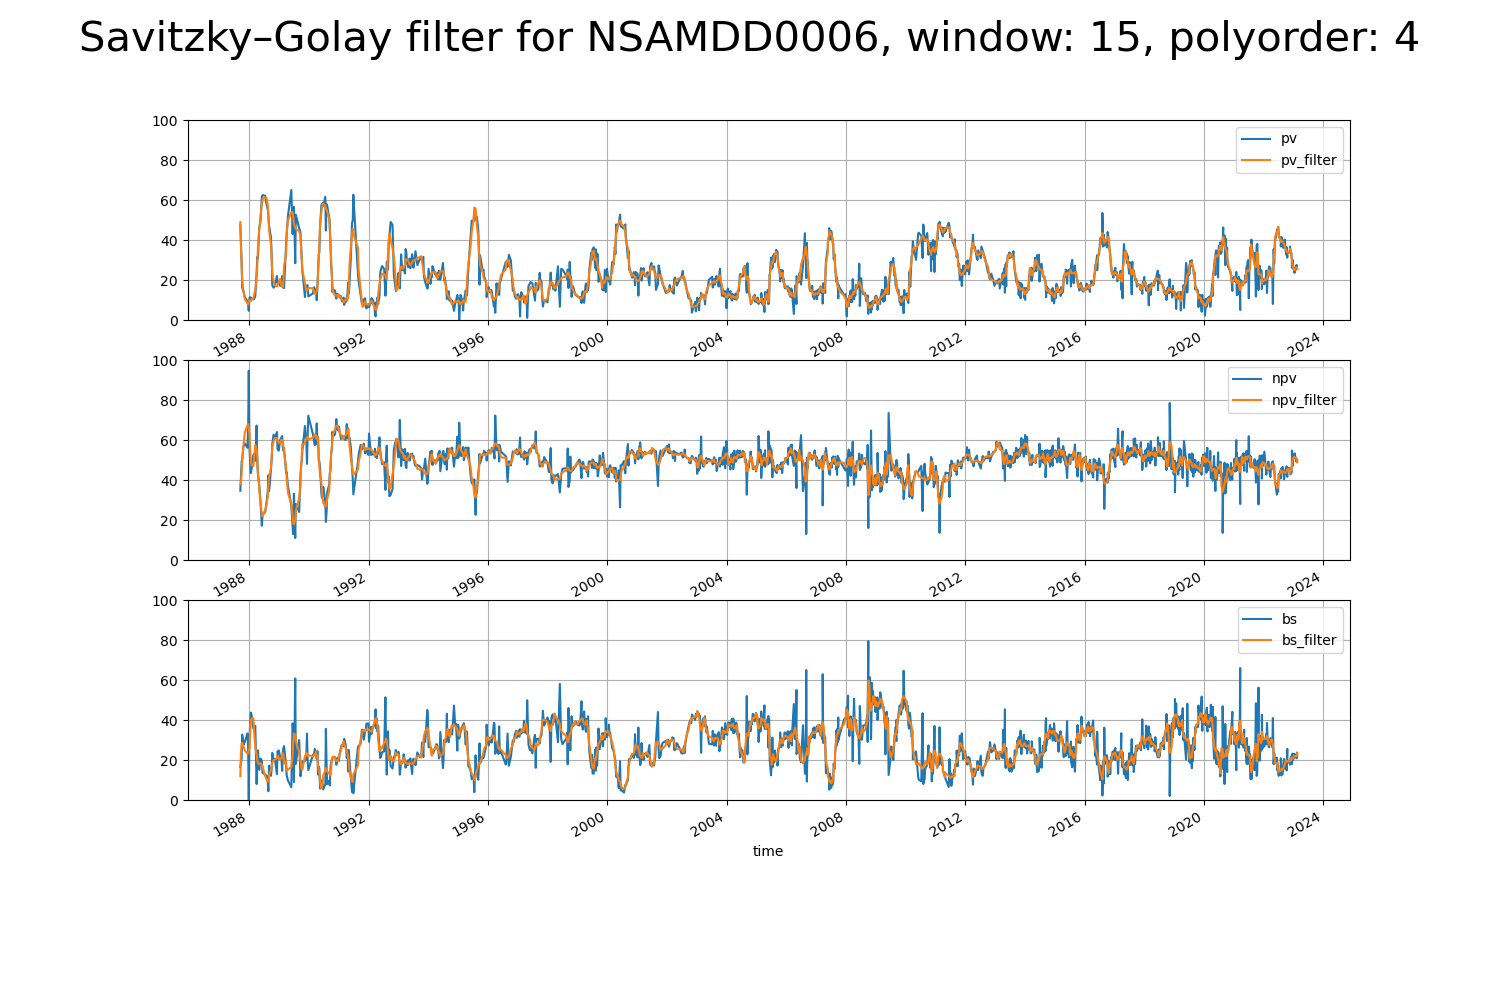 Savitzky–Golay filter for NSAMDD0006, window: 15, polyorder: 4
100
80
60
40
20
0
pv
pv_filter
1988 1992 1996 2000 2004 2008 2012 2016 2020 2024
100
80
60
40
20
0
npv
npv_filter
1988 1992 1996 2000 2004 2008 2012 2016 2020 2024
100
80
60
40
20
0
bs
bs_filter
1988 1992 1996 2000 2004 2008 2012 2016 2020 2024
time